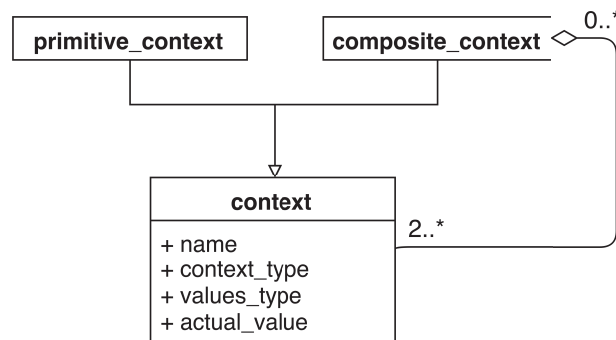 primitive_context
composite_context
0..*
context
2..*
+ name
+ context_type
+ values_type
+ actual_value